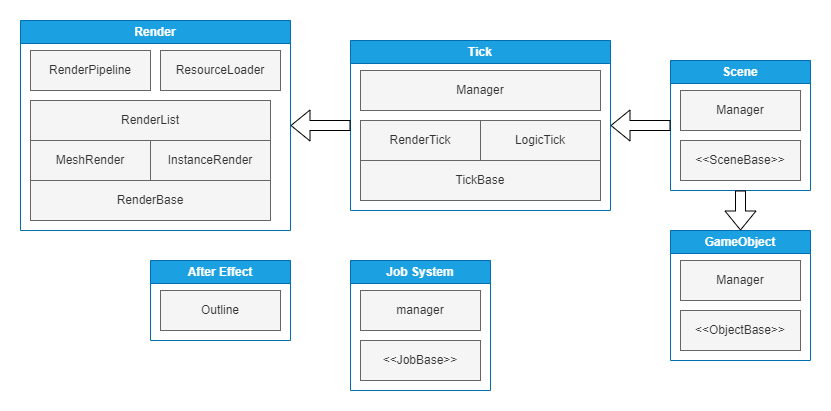 Render
RenderPipeline
ResourceLoader
RenderList
MeshRender
InstanceRender
RenderBase
Tick
Manager
RenderTick
LogicTick
TickBase
Scene
Manager
<<SceneBase>>
GameObject
Manager
<<ObjectBase>>
After Effect
Outline
Job System
manager
<<JobBase>>